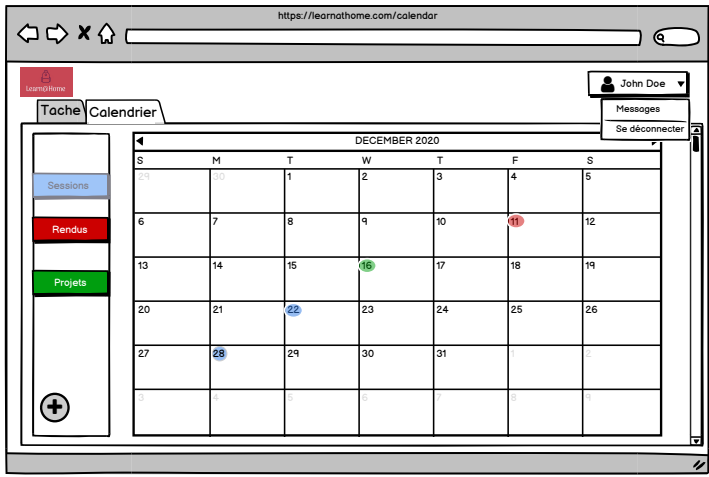 https://learnathome.com/calendar
Learn@Home
John Doe
Messages
Se déconnecter
Tache Calendrier
DECEMBER 2020
S M T W T F S
29 30 1 2 3 4 5
6 7 8 9 10 11 12
13 14 15 16 17 18 19
20 21 22 23 24 25 26
27 28 29 30 31 1 2
3 4 5 6 7 8 9
Sessions
Rendus
Projets